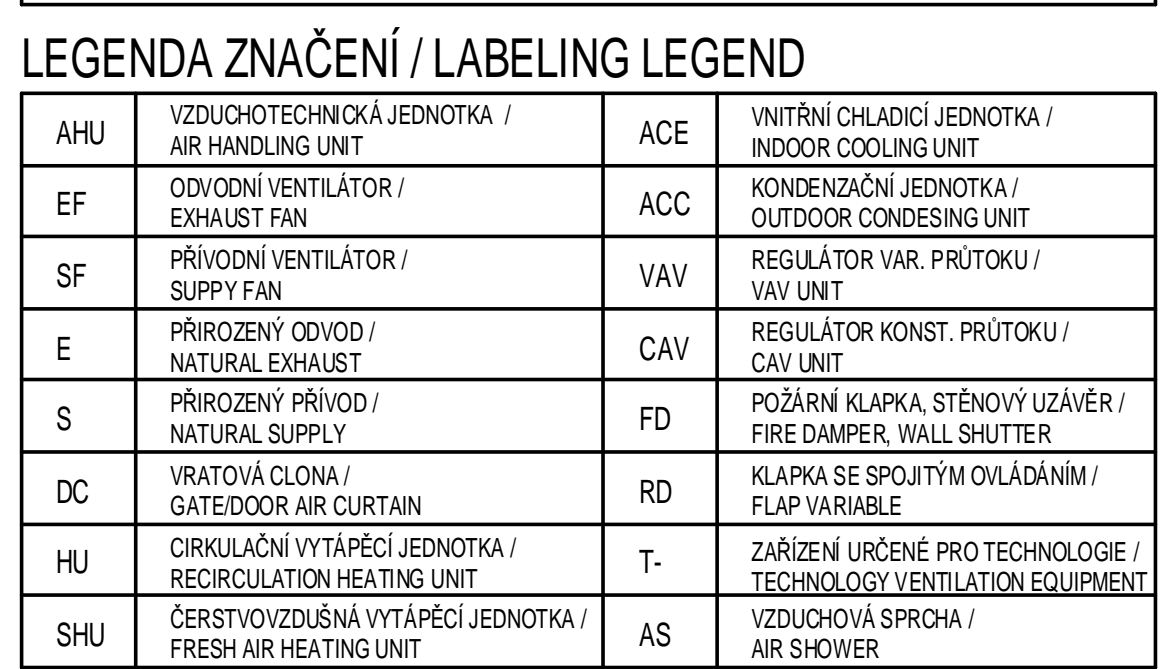 LEGENDA ZNAČENÍ / LABELING LEGEND
AHU
VZDUCHOTECHNICKÁ JEDNOTKA /
AIR HANDLING UNIT
ACE
VNITŘNÍ CHLADICÍ JEDNOTKA /
INDOOR COOLING UNIT
EF
ODVODNÍ VENTILÁTOR /
EXHAUST FAN
ACC
KONDENZAČNÍ JEDNOTKA /
OUTDOOR CONDESING UNIT
SF
PŘÍVODNÍ VENTILÁTOR /
SUPPY FAN
VAV
REGULÁTOR VAR. PRŮTOKU /
VAV UNIT
E
PŘIROZENÝ ODVOD /
NATURAL EXHAUST
CAV
REGULÁTOR KONST. PRŮTOKU /
CAV UNIT
S
PŘIROZENÝ PŘÍVOD /
NATURAL SUPPLY
FD
POŽÁRNÍ KLAPKA, STĚNOVÝ UZÁVĚR /
FIRE DAMPER, WALL SHUTTER
DC
VRATOVÁ CLONA /
GATE/DOOR AIR CURTAIN
RD
KLAPKA SE SPOJITÝM OVLÁDÁNÍM /
FLAP VARIABLE
HU
CIRKULAČNÍ VYTÁPĚCÍ JEDNOTKA /
RECIRCULATION HEATING UNIT
T-
ZAŘÍZENÍ URČENÉ PRO TECHNOLOGIE /
TECHNOLOGY VENTILATION EQUIPMENT
SHU
ČERSTVOVZDUŠNÁ VYTÁPĚCÍ JEDNOTKA /
FRESH AIR HEATING UNIT
AS
VZDUCHOVÁ SPRCHA /
AIR SHOWER